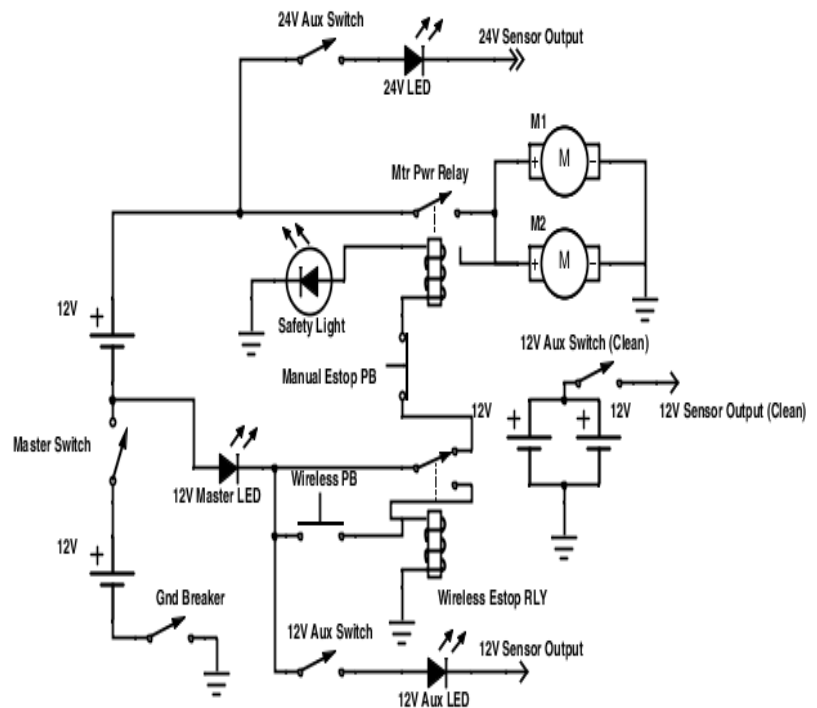 24V Aux Switch
24V Sensor Output
24V LED
M1
+ M -
Mtr Pwr Relay
M2
+ M -
Safety Light
12V +
12V Aux Switch (Clean)
Manual Estop PB
12V
+ + 12V
12V Sensor Output (Clean)
Master Switch
12V Master LED
Wireless PB
12V +
Gnd Breaker
Wireless Estop RLY
12V Aux Switch
12V Sensor Output
12V Aux LED